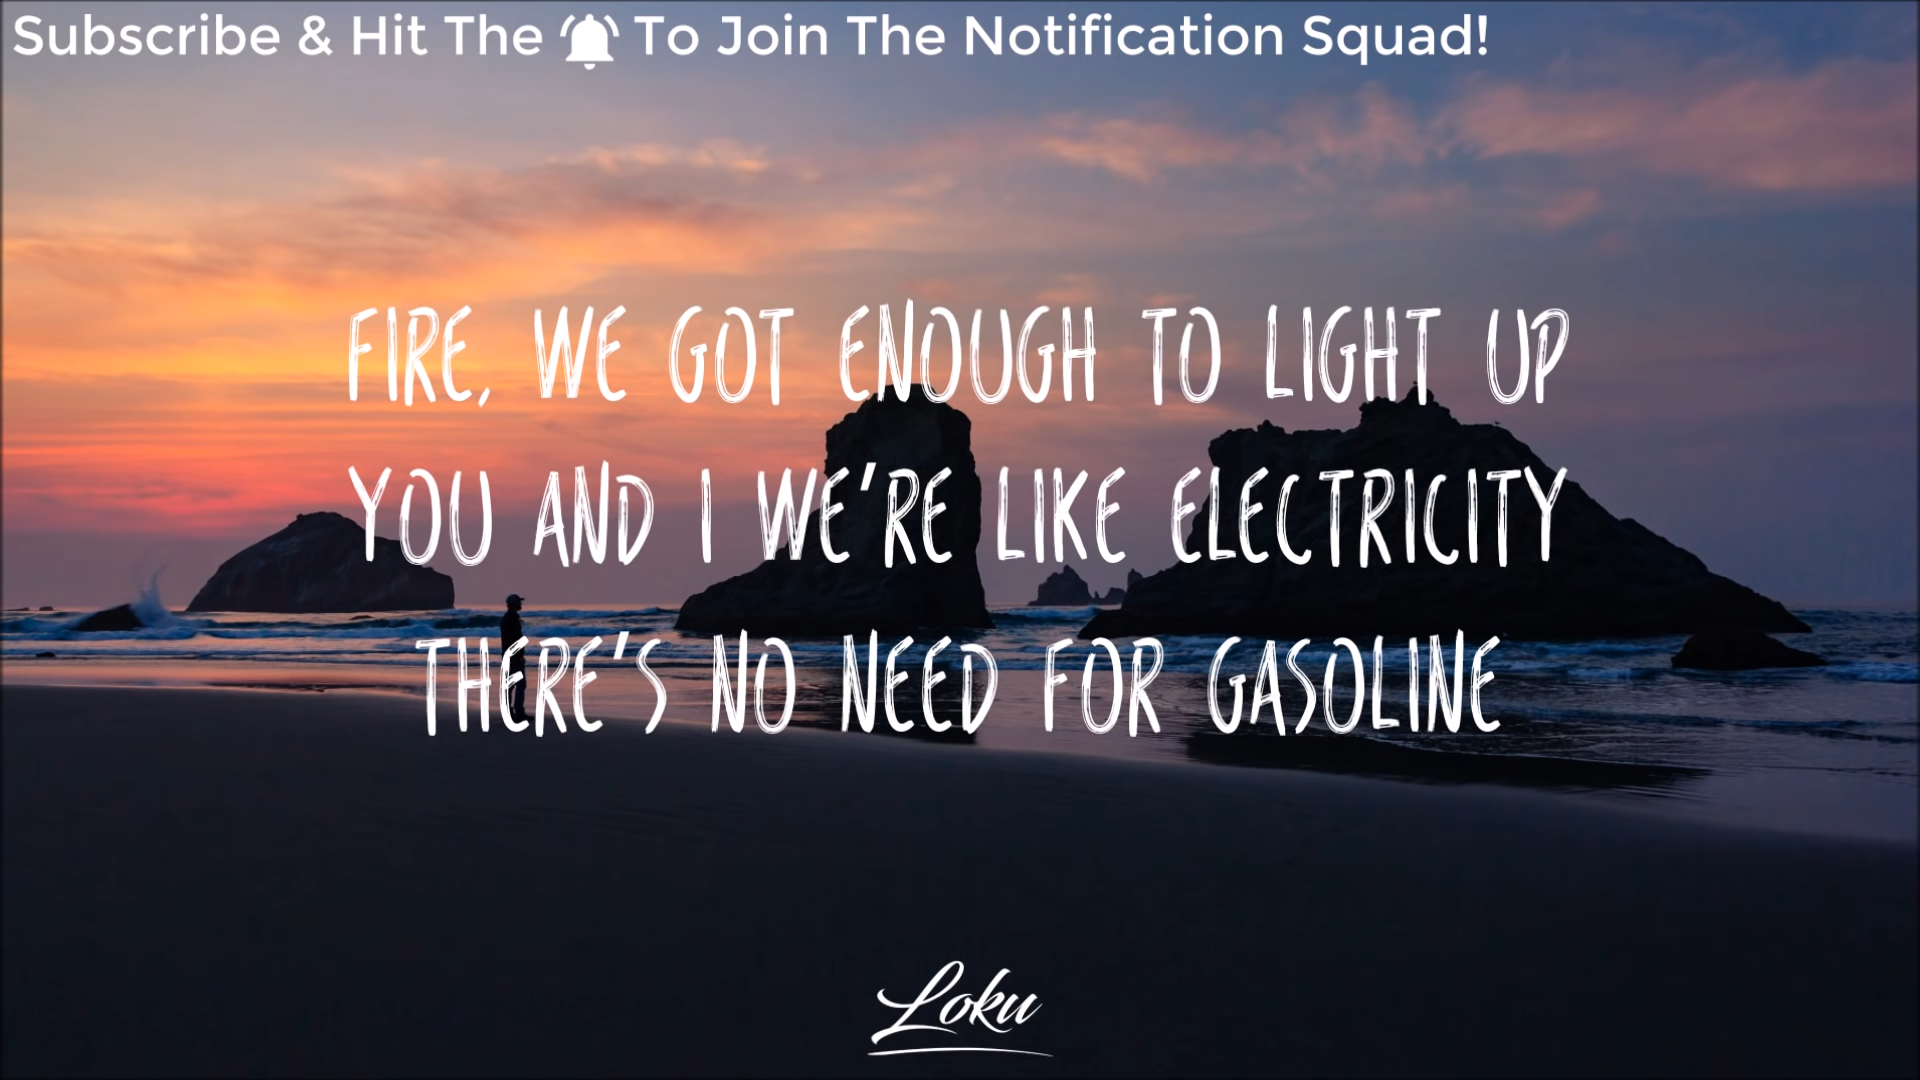 Subscribe & Hit The To Join The Notification Squad!
FIRE, WE GOT ENOUGH TO LIGHT UP
YOU AND I WE'RE LIKE ELECTRICITY
THERE'S NO NEED FOR GASOLINE
Loku